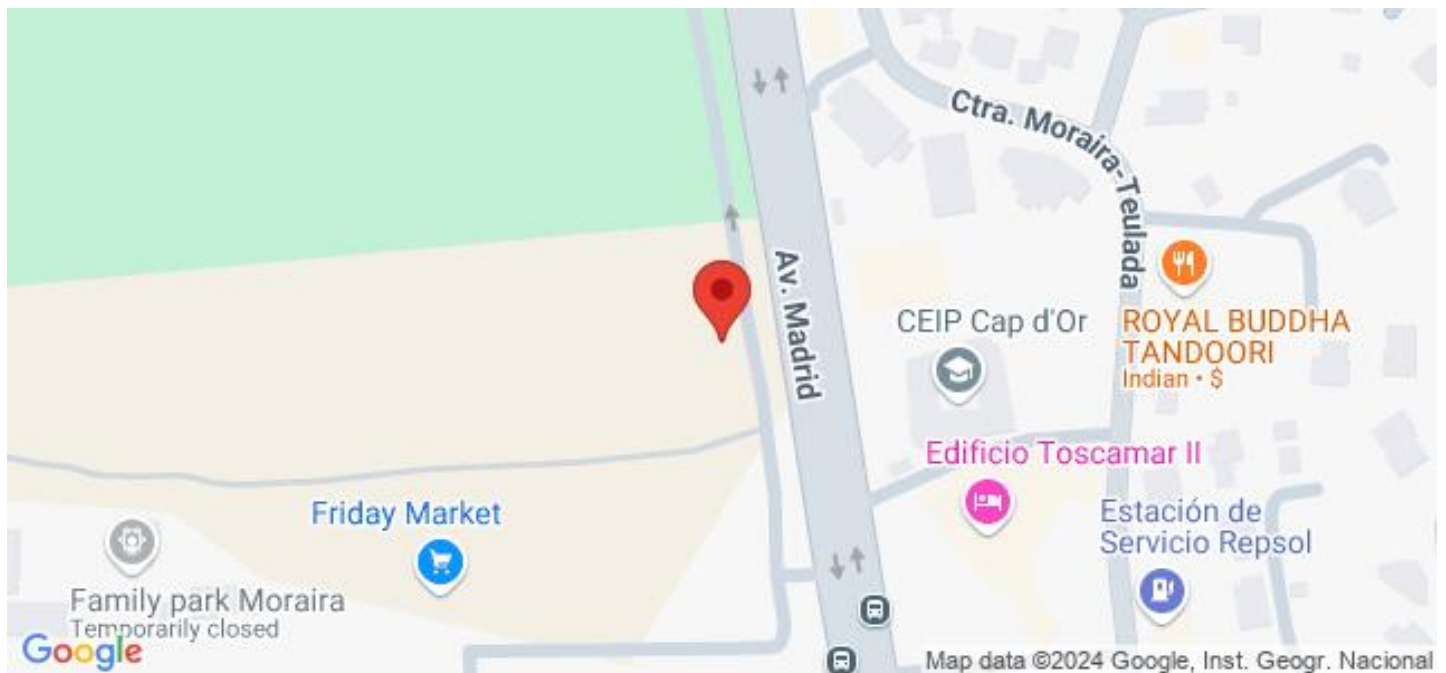 Ctra. Moraira-Teulada
Av. Madrid
CEIP Cap d'Or
ROYAL BUDDHA
TANDOORI
Indian • $
Edificio Toscamar II
Friday Market
Estación de
Servicio Repsol
Family park Moraira
Temporarily closed
Google
Map data ©2024 Google, Inst. Geogr. Nacional